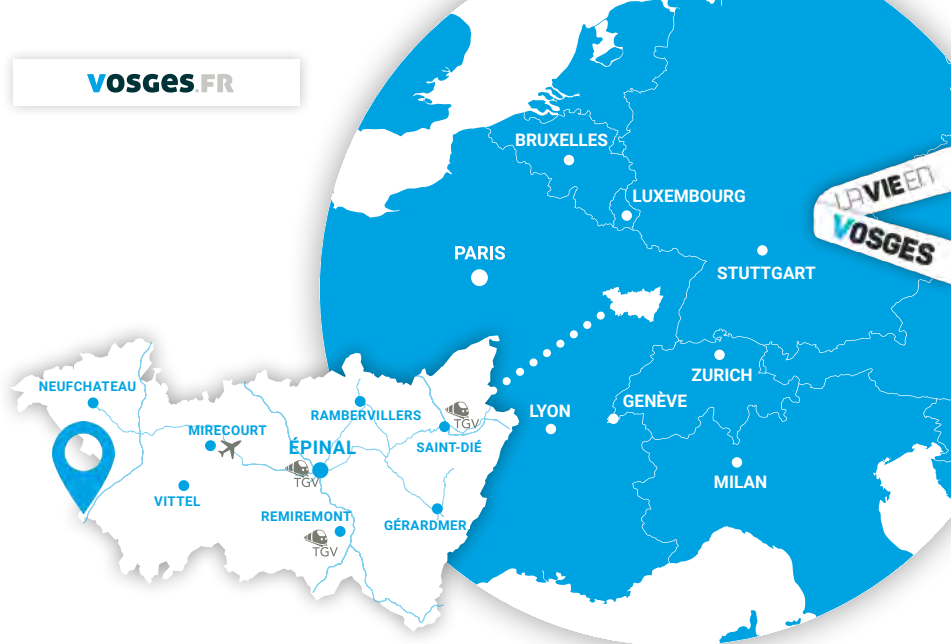 VOSGES.FR
BRUXELLES
LUXEMBOURG
LA VIE EN
VOSGES
PARIS
STUTTGART
ZURICH
GENÈVE
LYON
MILAN
NEUFCHATEAU
RAMBERVILLERS
TGV
MIRECOURT
ÉPINAL
SAINT-DIÉ
TGV
VITTEL
REMIREMONT
GÉRARDMER
TGV